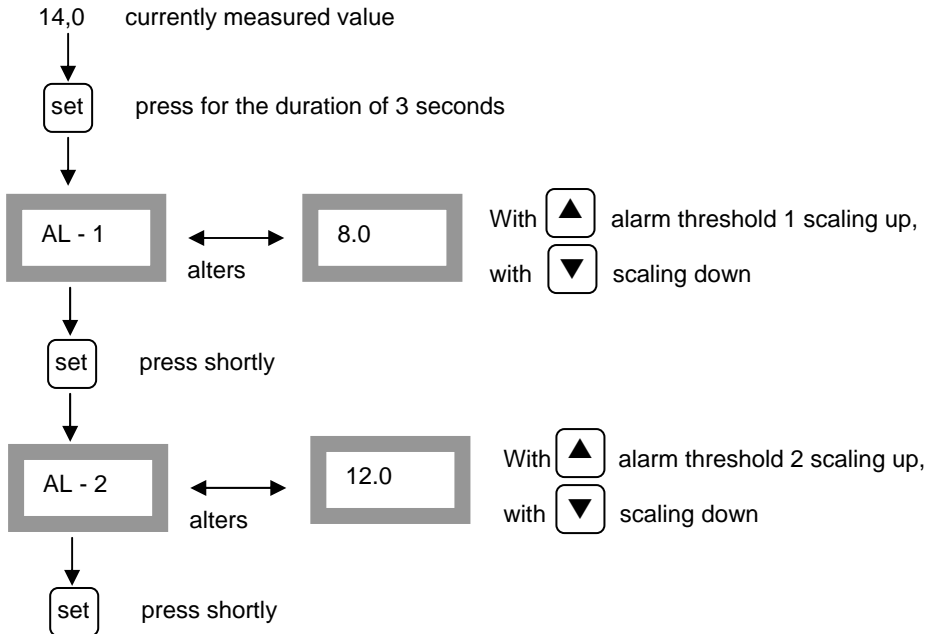 14,0 currently measured value
set press for the duration of 3 seconds
AL - 1 8.0 With ▲ alarm threshold 1 scaling up,
alters with ▼ scaling down
set press shortly
AL - 2 12.0 With ▲ alarm threshold 2 scaling up,
alters with ▼ scaling down
set press shortly